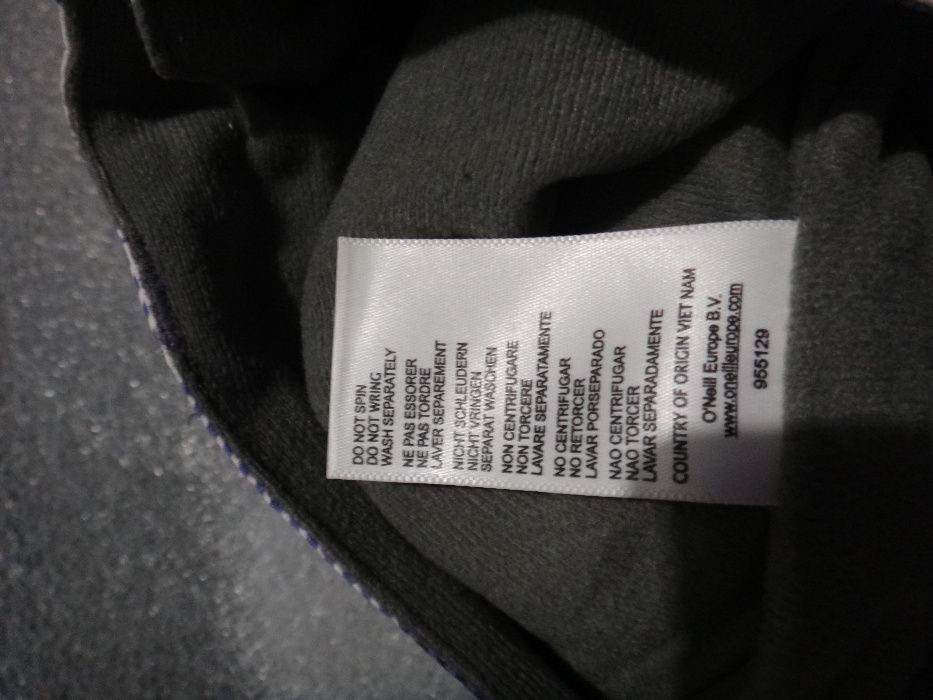 DO NOT SPIN
DO NOT WRING
WASH SEPARATELY
NE PAS ESSORER
NE PAS TORDRE
LAVER SEPAREMENT
NICHT SCHLEUDERN
NICHT VRINGEN
SEPARAT WASCHEN
NON CENTRIFUGARE
NON TORCERE
LAVARE SEPARATAMENTE
NO CENTRIFUGAR
NO RETORCER
LAVAR PORSEPARADO
NAO CENTRIFUGAR
NAO TORCER
LAVAR SEPARADAMENTE
COUNTRY OF ORIGIN VIET NAM
O'Neill Europe B.V.
www.oneilleurope.com
955129